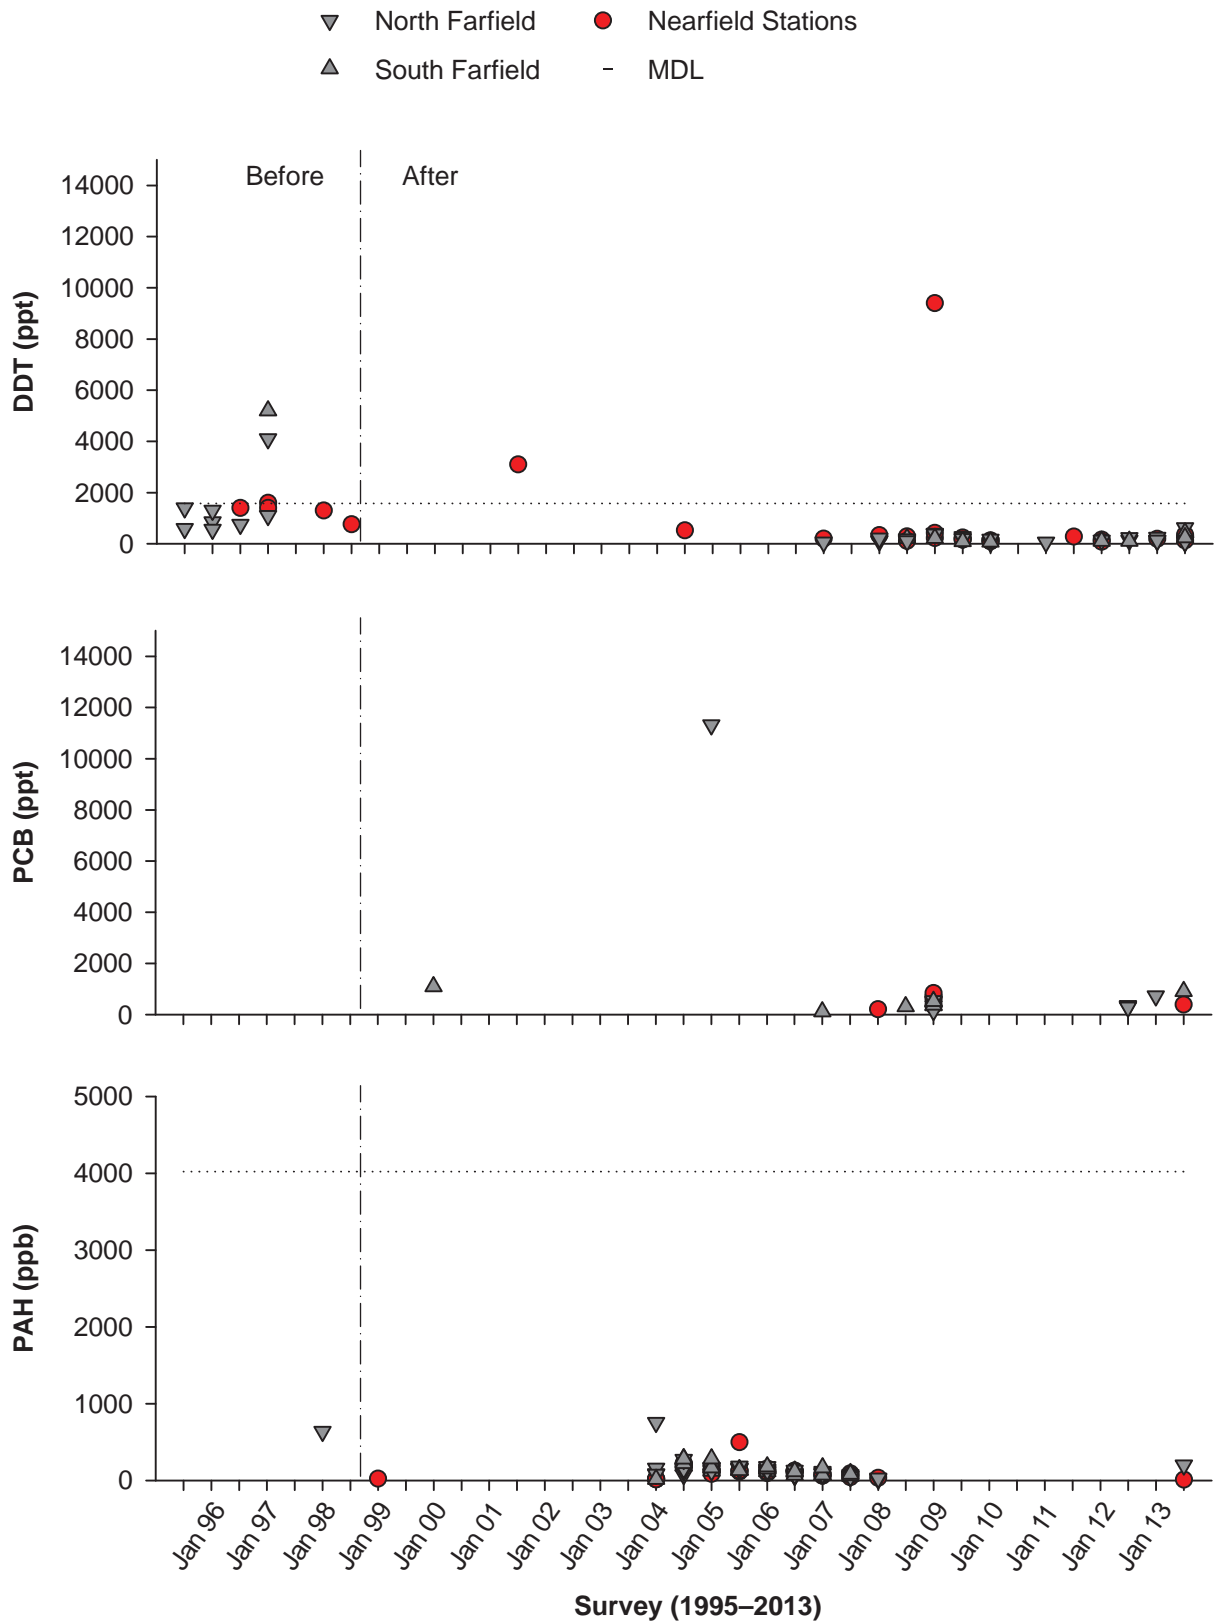 North Farfield
Nearfield Stations
South Farfield
MDL
Before
After
14000
12000
10000
8000
6000
4000
2000
0
DDT (ppt)
14000
12000
10000
8000
6000
4000
2000
0
PCB (ppt)
5000
4000
3000
2000
1000
0
PAH (ppb)
Jan 96
Jan 97
Jan 98
Jan 99
Jan 00
Jan 01
Jan 02
Jan 03
Jan 04
Jan 05
Jan 06
Jan 07
Jan 08
Jan 09
Jan 10
Jan 11
Jan 12
Jan 13
Survey (1995–2013)